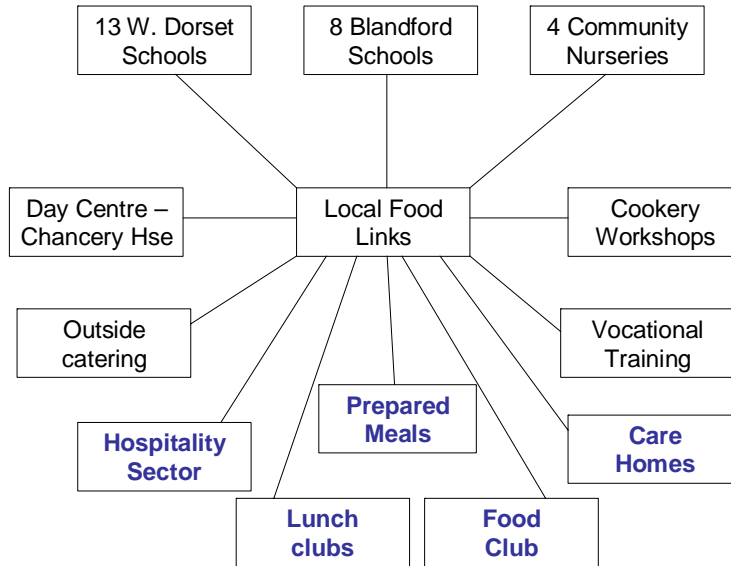 13 W. Dorset
Schools
8 Blandford
Schools
4 Community
Nurseries
Day Centre –
Chancery Hse
Local Food
Links
Cookery
Workshops
Outside
catering
Vocational
Training
Prepared
Meals
Hospitality
Sector
Care
Homes
Lunch
clubs
Food
Club